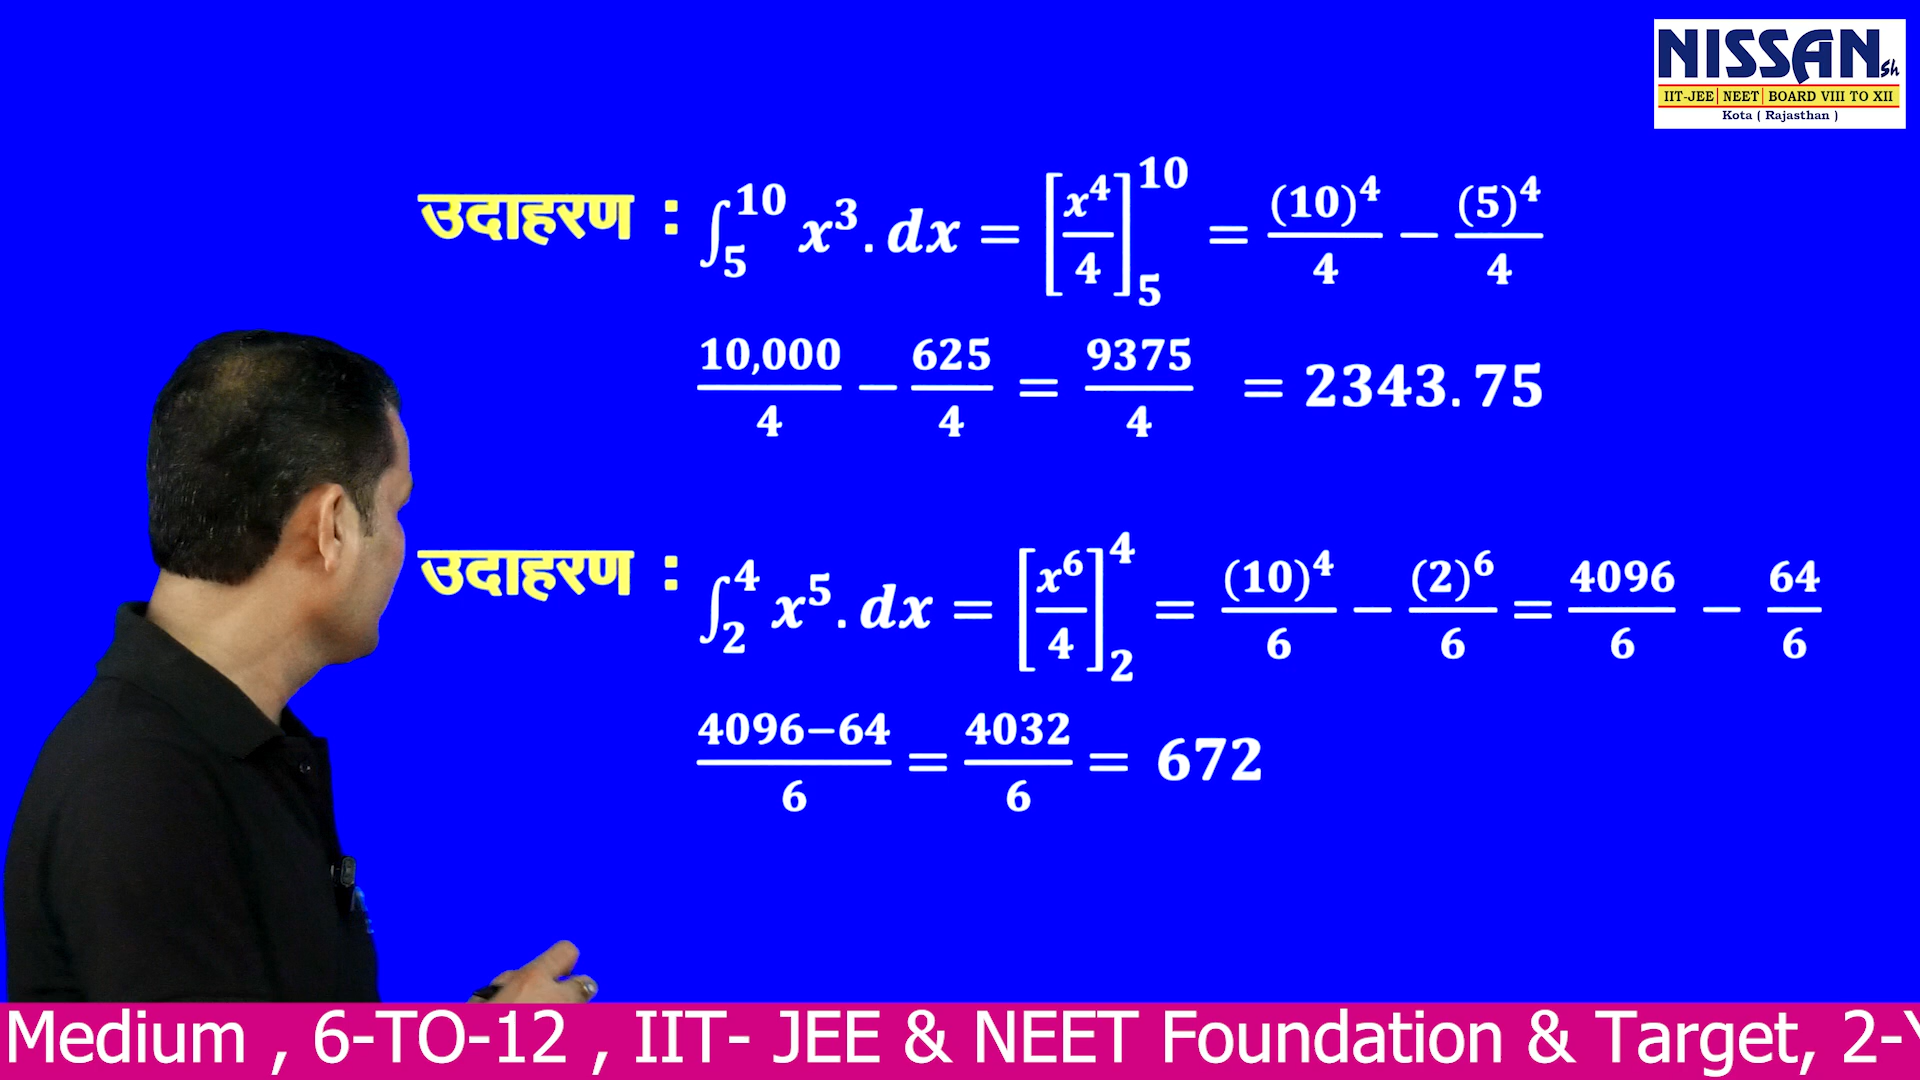 NISSAN Sh
IIT-JEE | NEET | BOARD VIII TO XII
Kota ( Rajasthan )
उदाहरण : ∫₅¹⁰ x³. dx = [x⁴/4]₅¹⁰ = (10)⁴/4 − (5)⁴/4
10,000/4 − 625/4 = 9375/4 = 2343.75
उदाहरण : ∫₂⁴ x⁵. dx = [x⁶/4]₂⁴ = (10)⁴/6 − (2)⁶/6 = 4096/6 − 64/6
4096−64/6 = 4032/6 = 672
Medium , 6-TO-12 , IIT- JEE & NEET Foundation & Target, 2-